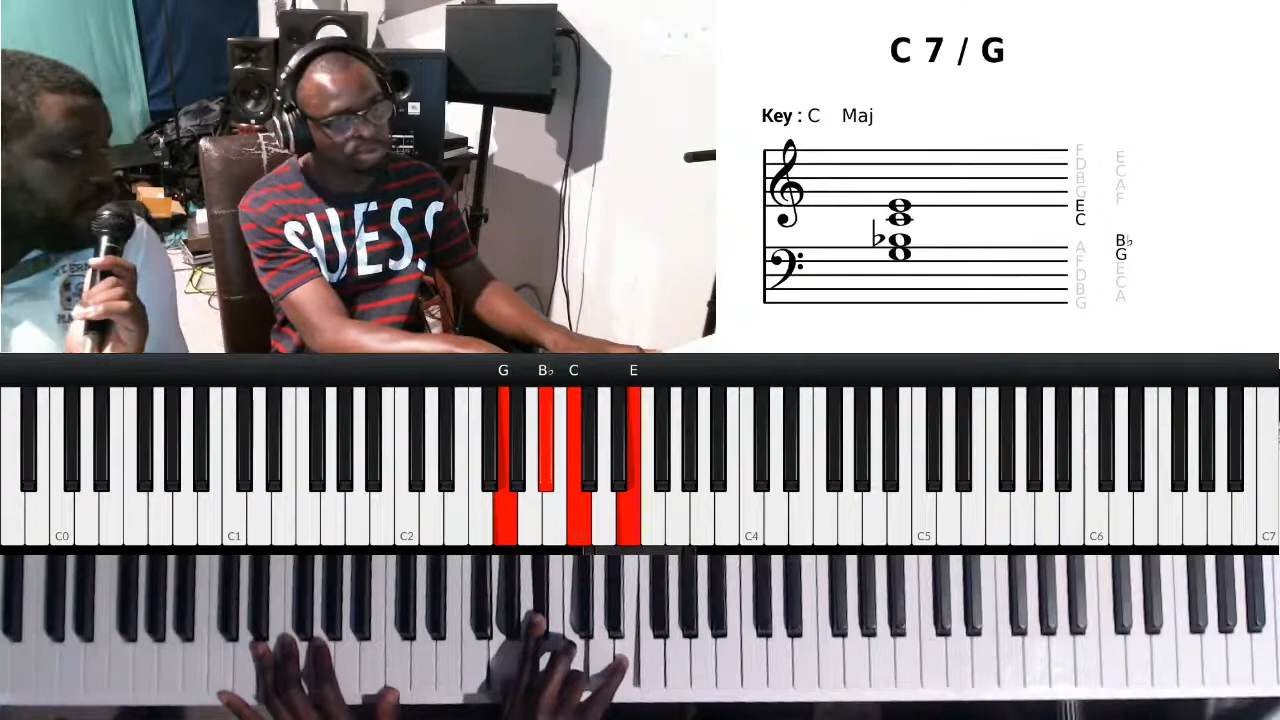 C 7 / G
Key : C Maj
F
D
B
G
E
C
A
F
D
B
G
E
C
A
F
B♭
G
E
C
A
GUESS
G B♭ C E
C0 C1 C2 C4 C5 C6 C7